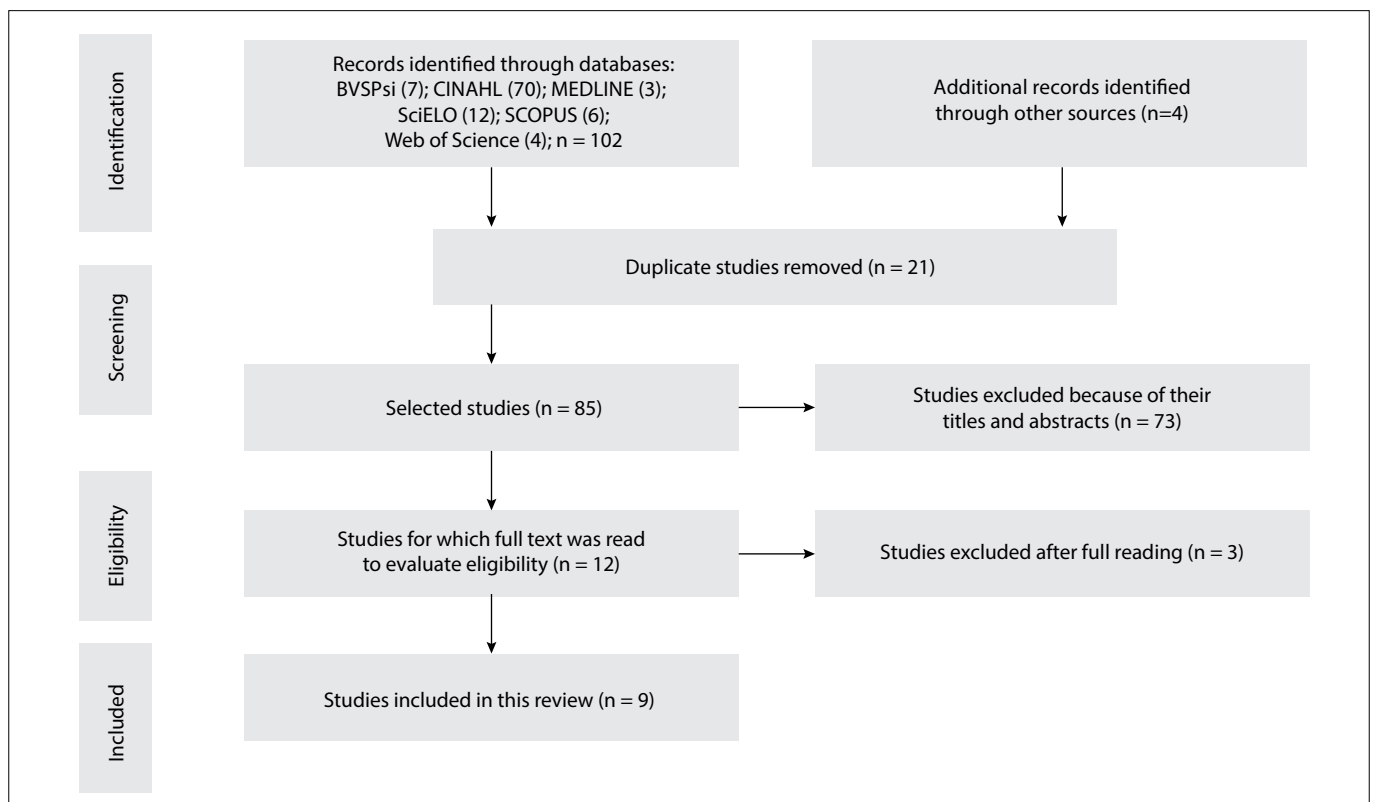 Identification
Records identified through databases:
BVSPsi (7); CINAHL (70); MEDLINE (3);
SciELO (12); SCOPUS (6);
Web of Science (4); n = 102
Additional records identified
through other sources (n=4)
Duplicate studies removed (n = 21)
Screening
Selected studies (n = 85)
Studies excluded because of their
titles and abstracts (n = 73)
Eligibility
Studies for which full text was read
to evaluate eligibility (n = 12)
Studies excluded after full reading (n = 3)
Included
Studies included in this review (n = 9)